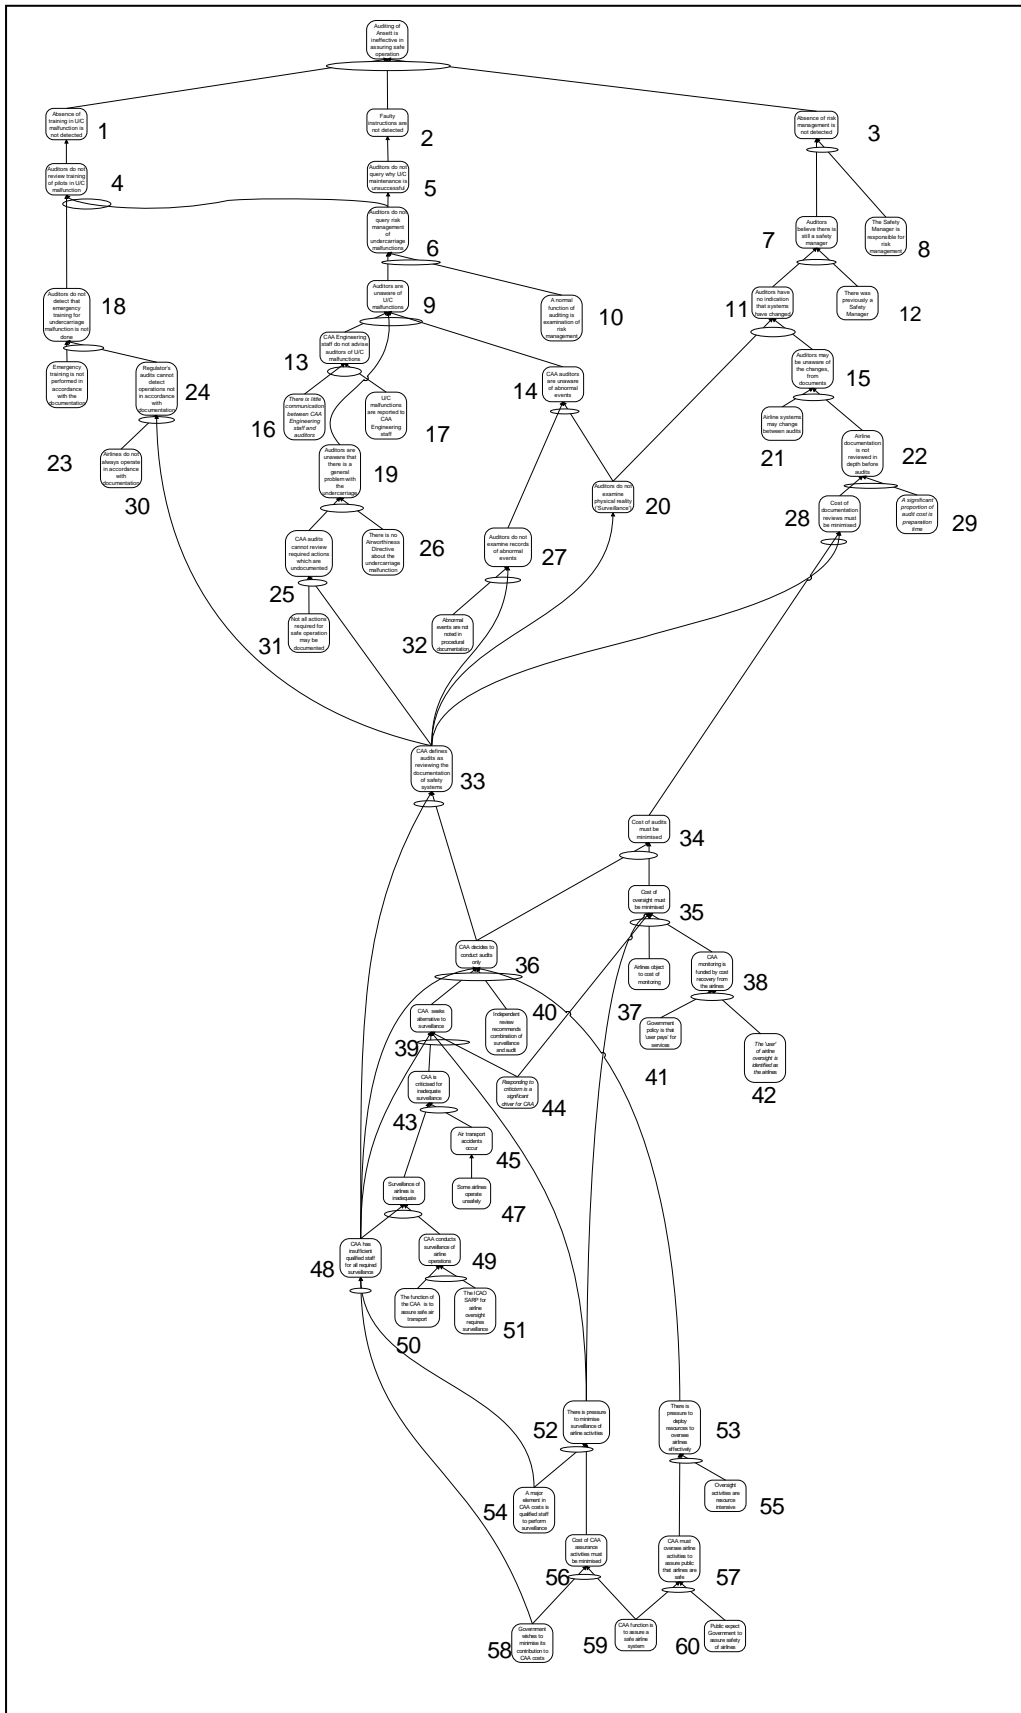 Auditing of
Ansett is
ineffective in
assuring safe
operation
Absence of
training in U/C
malfunction is
not detected
1
Faulty
instructions are
not detected
2
Absence of risk
management is
not detected
3
Auditors do not
review training
of pilots in U/C
malfunction
4
Auditors do not
query why U/C
maintenance is
unsuccessful
5
Auditors do not
query risk
management of
undercarriage
malfunctions
6
Auditors
believe there is
still a safety
manager
7
The Safety
Manager is
responsible for
risk
management
8
Auditors do not
detect that
emergency
training for
undercarriage
malfunction is not
done
18
Auditors are
unaware of
U/C
malfunctions
9
A normal
function of
auditing is
examination of
risk
management
10
Auditors have
no indication
that systems
have changed
11
There was
previously a
Safety
Manager
12
CAA Engineering
staff do not advise
auditors of U/C
malfunctions
13
CAA auditors
are unaware
of abnormal
events
14
Auditors may
be unaware of
the changes,
from
documents
15
Emergency
training is not
performed in
accordance with
the documentation
23
Regulator's
audits cannot
detect
operations not
in accordance
with
documentation
24
There is little
communication
between CAA
Engineering
staff and
auditors
16
U/C
malfunctions
are reported to
CAA
Engineering
staff
17
Airline systems
may change
between audits
21
Airline
documentation
is not
reviewed in
depth before
audits
22
Airlines do not
always operate
in accordance
with
documentation
30
Auditors are
unaware that
there is a
general
problem with
the
undercarriage
19
Auditors do not
examine
physical reality
('Surveillance')
20
Cost of
documentation
reviews must
be minimised
28
A significant
proportion of
audit cost is
preparation
time
29
CAA audits
cannot review
required actions
which are
undocumented
25
There is no
Airworthiness
Directive about
the
undercarriage
malfunction
26
Auditors do not
examine records
of abnormal
events
27
Not all actions
required for
safe operation
may be
documented
31
Abnormal
events are not
noted in
procedural
documentation
32
CAA defines
audits as
reviewing the
documentation
of safety
systems
33
Cost of audits
must be
minimised
34
Cost of
oversight must
be minimised
35
CAA decides to
conduct audits
only
36
Airlines object
to cost of
monitoring
37
CAA
monitoring is
funded by cost
recovery from
the airlines
38
CAA seeks
alternative to
surveillance
39
Independent
review
recommends
combination of
surveillance
and audit
40
Government
policy is that
'user pays' for
services
41
The 'user'
of airline
oversight is
identified as
the airlines
42
CAA is
criticised for
inadequate
surveillance
43
Responding to
criticism is a
significant
driver for CAA
44
Air transport
accidents
occur
45
Surveillance
of airlines is
inadequate
Some airlines
operate
unsafely
47
CAA has
insufficient
qualified staff
for all required
surveillance
48
CAA conducts
surveillance of
airline
operations
49
The function of
the CAA is to
assure safe air
transport
50
The ICAO
SARP for
airline
oversight
requires
surveillance
51
There is pressure
to minimise
surveillance of
airline activities
52
There is
pressure to
deploy
resources to
oversee
airlines
effectively
53
A major
element in
CAA costs is
qualified staff
to perform
surveillance
54
Oversight
activities are
resource
intensive
55
Cost of CAA
assurance
activities must
be minimised
56
CAA must
oversee airline
activities to
assure public
that airlines are
safe
57
Government
wishes to
minimise its
contribution to
CAA costs
58
CAA function is
to assure a
safe airline
system
59
Public expect
Government to
assure safety
of airlines
60